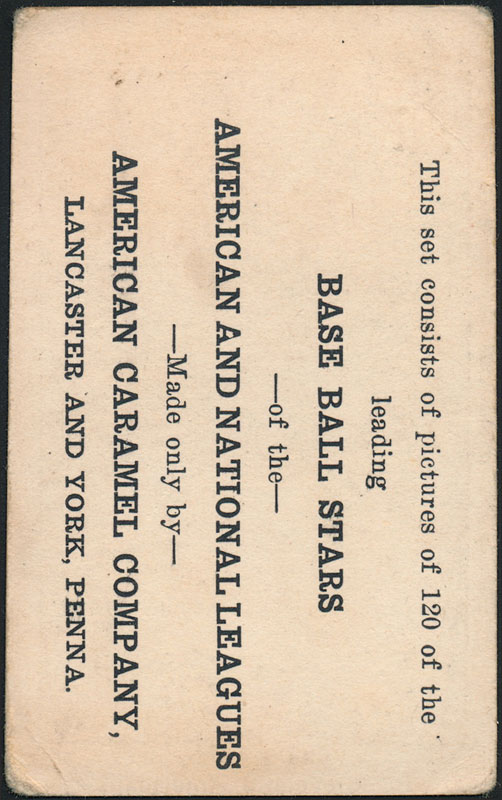 This set consists of pictures of 120 of the
leading
BASE BALL STARS
—of the—
AMERICAN AND NATIONAL LEAGUES
—Made only by—
AMERICAN CARAMEL COMPANY,
LANCASTER AND YORK, PENNA.